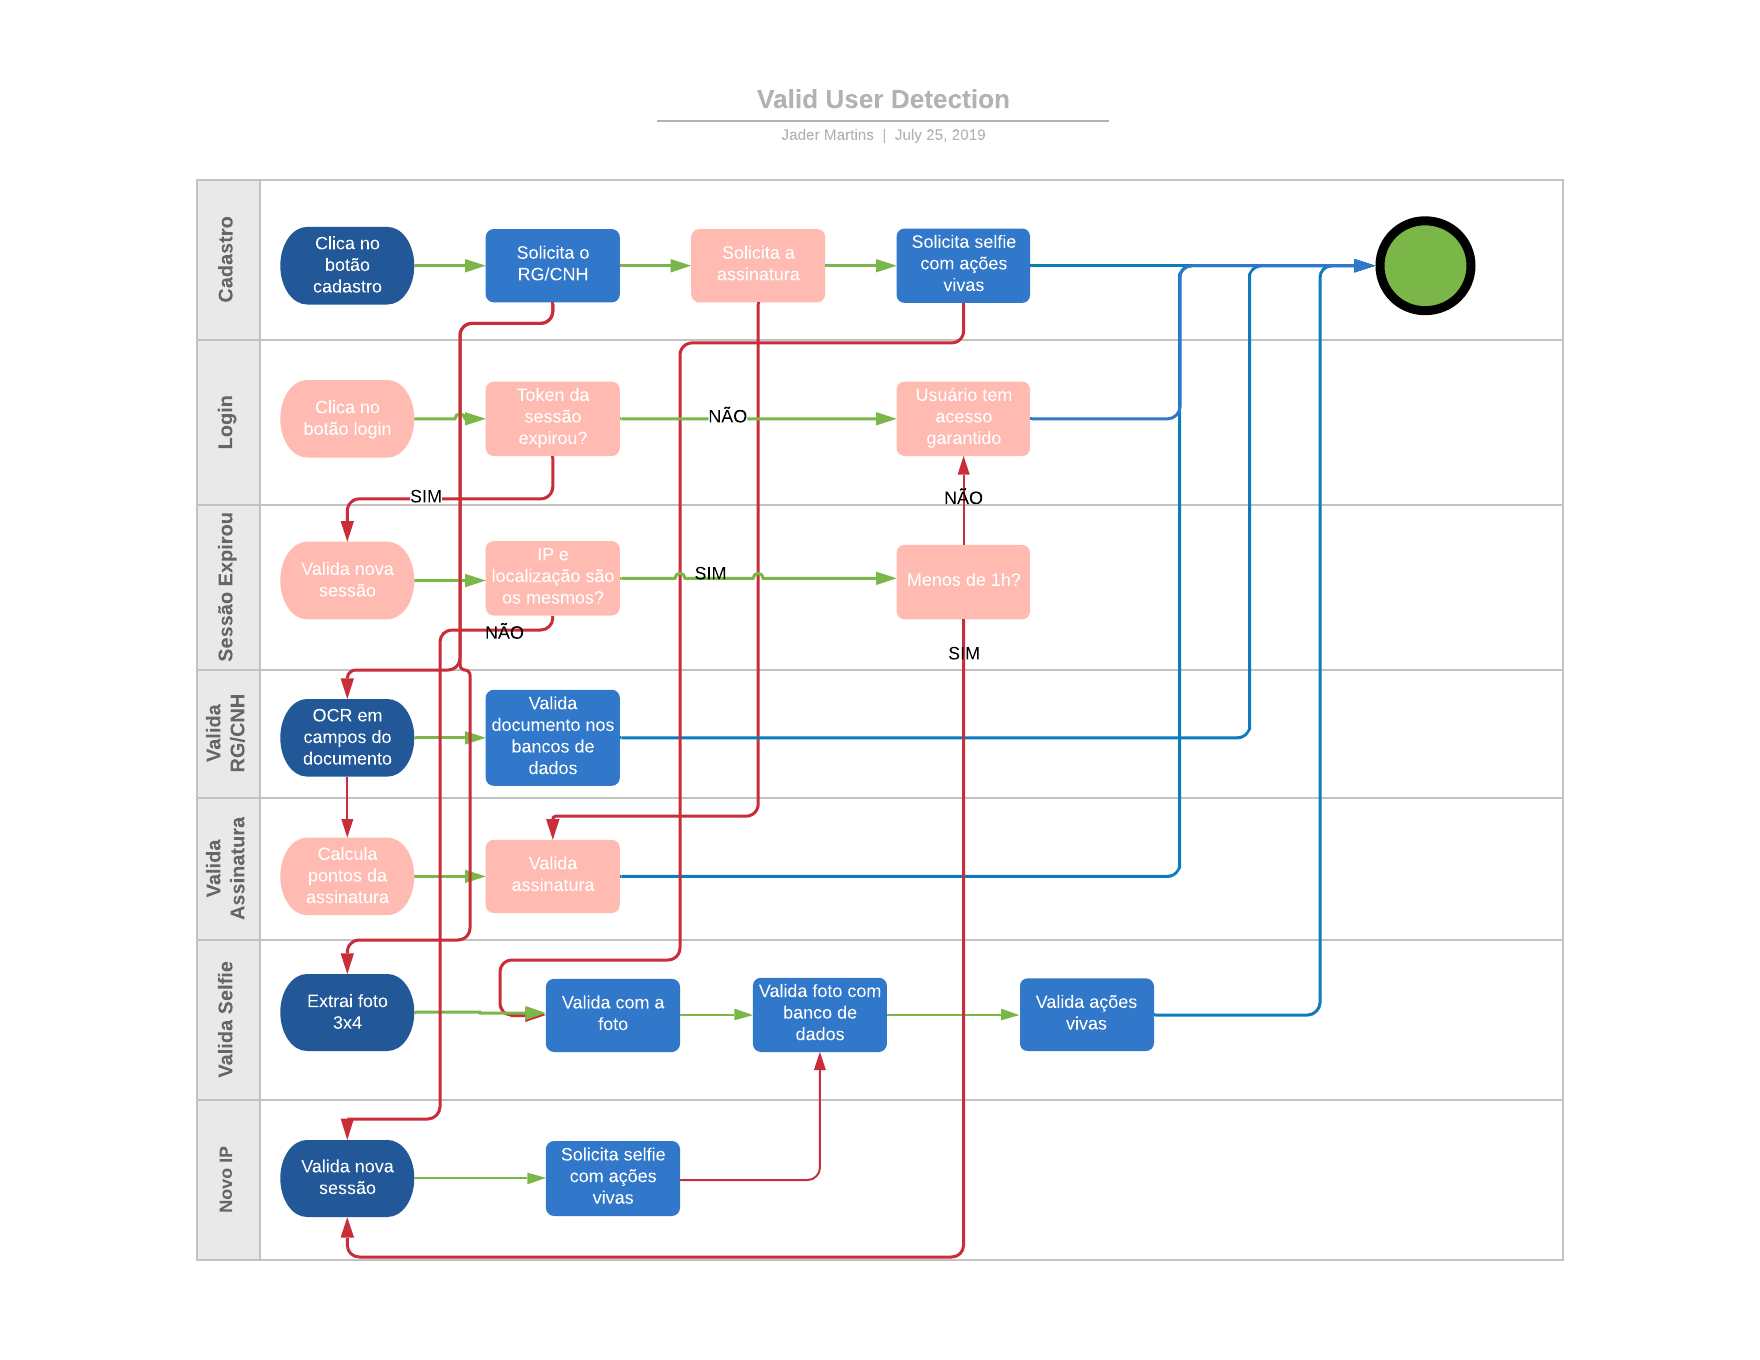 Valid User Detection
Jader Martins | July 25, 2019
Cadastro
Clica no
botão
cadastro
Solicita o
RG/CNH
Solicita a
assinatura
Solicita selfie
com ações
vivas
Login
Clica no
botão login
Token da
sessão
expirou?
NÃO
Usuário tem
acesso
garantido
SIM
NÃO
Sessão Expirou
Valida nova
sessão
IP e
localização são
os mesmos?
SIM
Menos de 1h?
NÃO
SIM
Valida
RG/CNH
OCR em
campos do
documento
Valida
documento nos
bancos de
dados
Valida
Assinatura
Calcula
pontos da
assinatura
Valida
assinatura
Valida Selfie
Extrai foto
3x4
Valida com a
foto
Valida foto com
banco de
dados
Valida ações
vivas
Novo IP
Valida nova
sessão
Solicita selfie
com ações
vivas